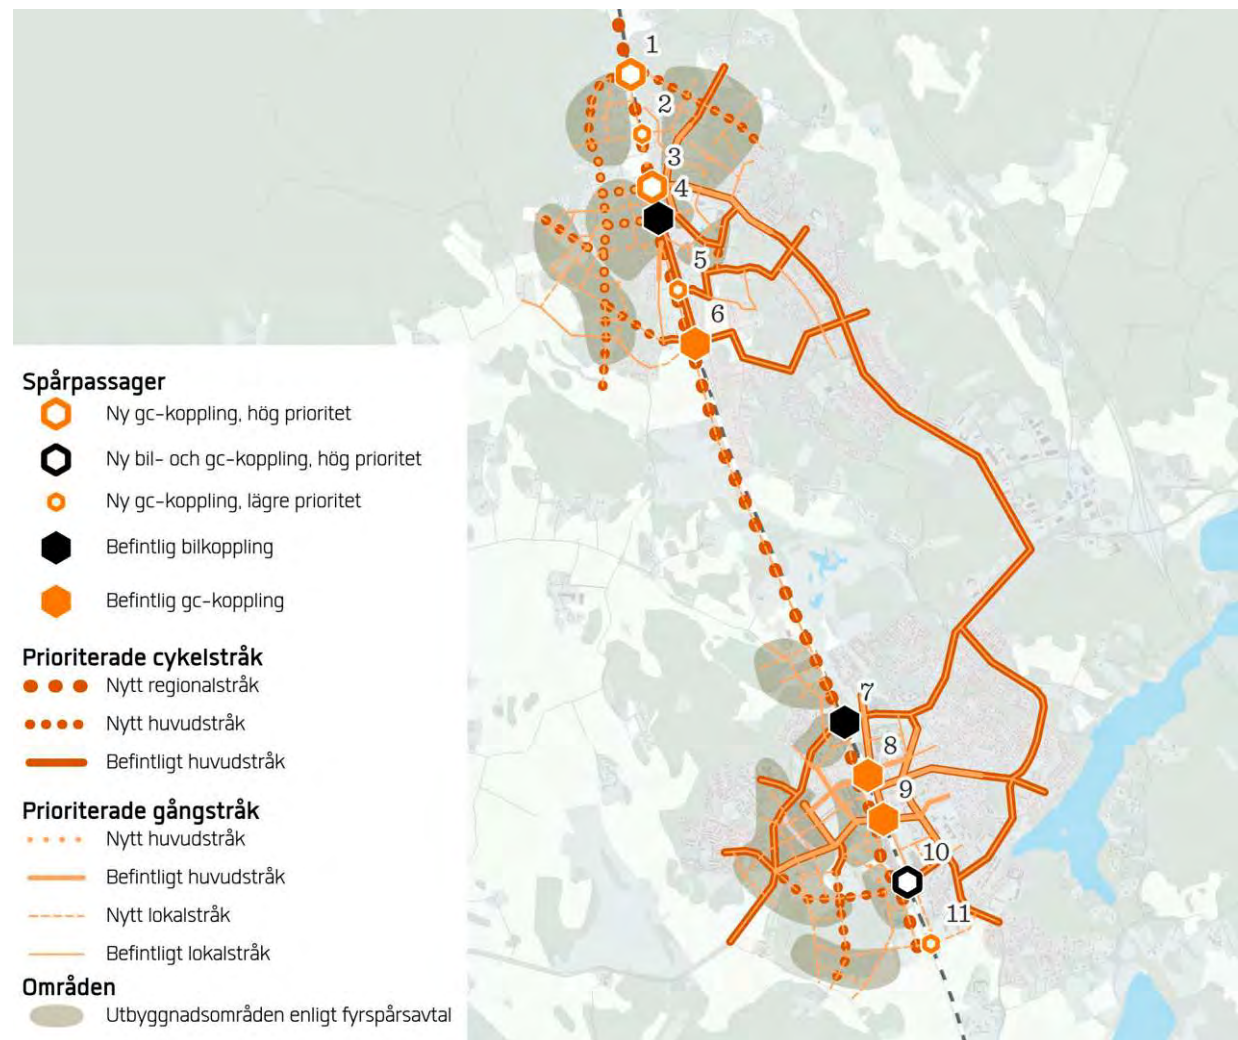 1
2
3
4
5
6
7
8
9
10
11
Spårpassager
Ny gc-koppling, hög prioritet
Ny bil- och gc-koppling, hög prioritet
Ny gc-koppling, lägre prioritet
Befintlig bilkoppling
Befintlig gc-koppling
Prioriterade cykelstråk
Nytt regionalstråk
Nytt huvudstråk
Befintligt huvudstråk
Prioriterade gångstråk
Nytt huvudstråk
Befintligt huvudstråk
Nytt lokalstråk
Befintligt lokalstråk
Områden
Utbyggnadsområden enligt fyrspårsavtal